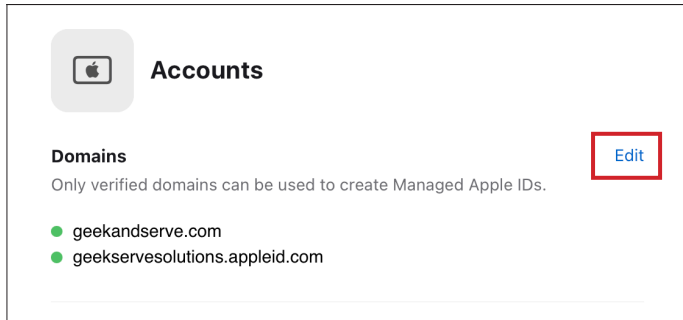 Accounts
Domains
Edit
Only verified domains can be used to create Managed Apple IDs.
geekandserve.com
geekservesolutions.appleid.com